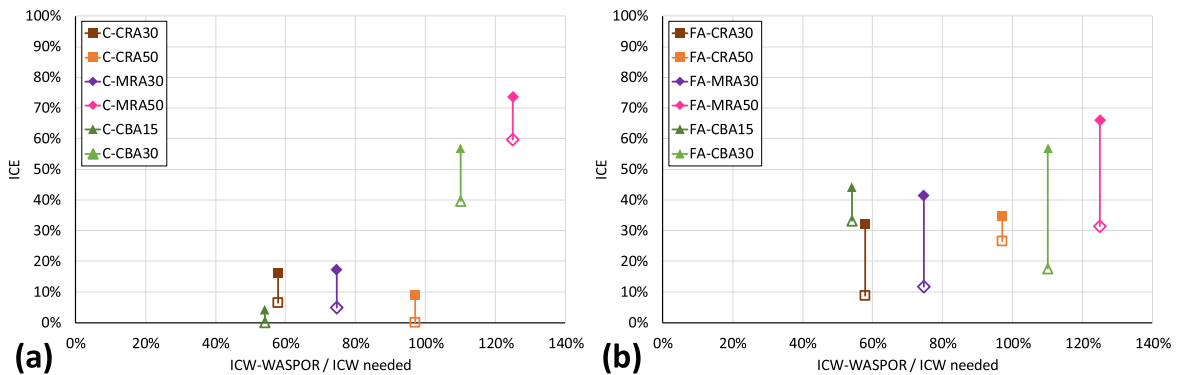 100%
90%
80%
70%
60%
50%
40%
30%
20%
10%
0%
ICE
C-CRA30
C-CRA50
C-MRA30
C-MRA50
C-CBA15
C-CBA30
0% 20% 40% 60% 80% 100% 120% 140%
ICW-WASPOR / ICW needed
(a)
100%
90%
80%
70%
60%
50%
40%
30%
20%
10%
0%
ICE
FA-CRA30
FA-CRA50
FA-MRA30
FA-MRA50
FA-CBA15
FA-CBA30
0% 20% 40% 60% 80% 100% 120% 140%
ICW-WASPOR / ICW needed
(b)